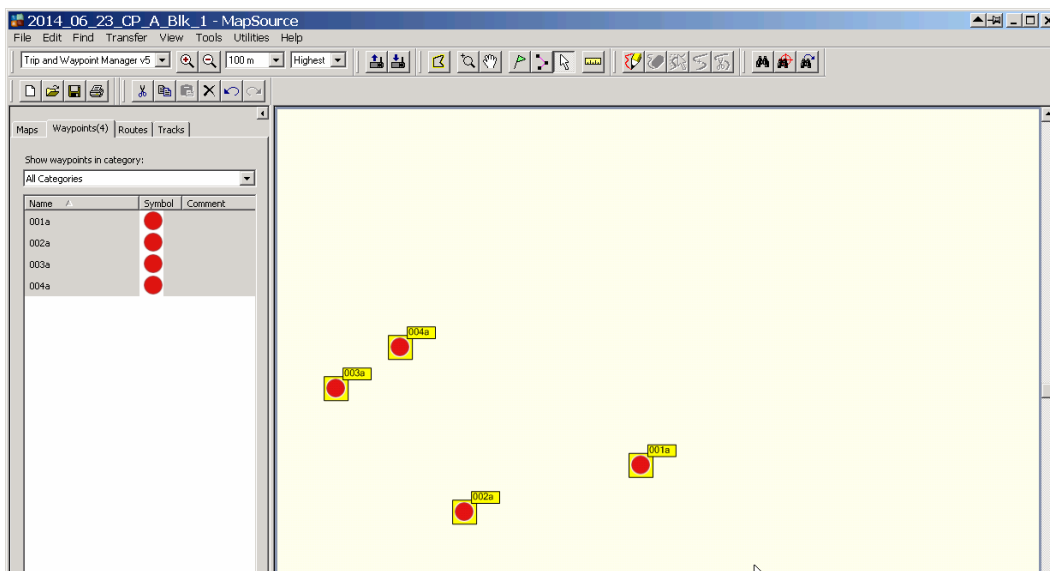 2014_06_23_CP_A_Blk_1 - MapSource
File Edit Find Transfer View Tools Utilities Help
Trip and Waypoint Manager v5 100 m Highest
Maps Waypoints(4) Routes Tracks
Show waypoints in category:
All Categories
Name Symbol Comment
001a
002a
003a
004a
004a
003a
001a
002a